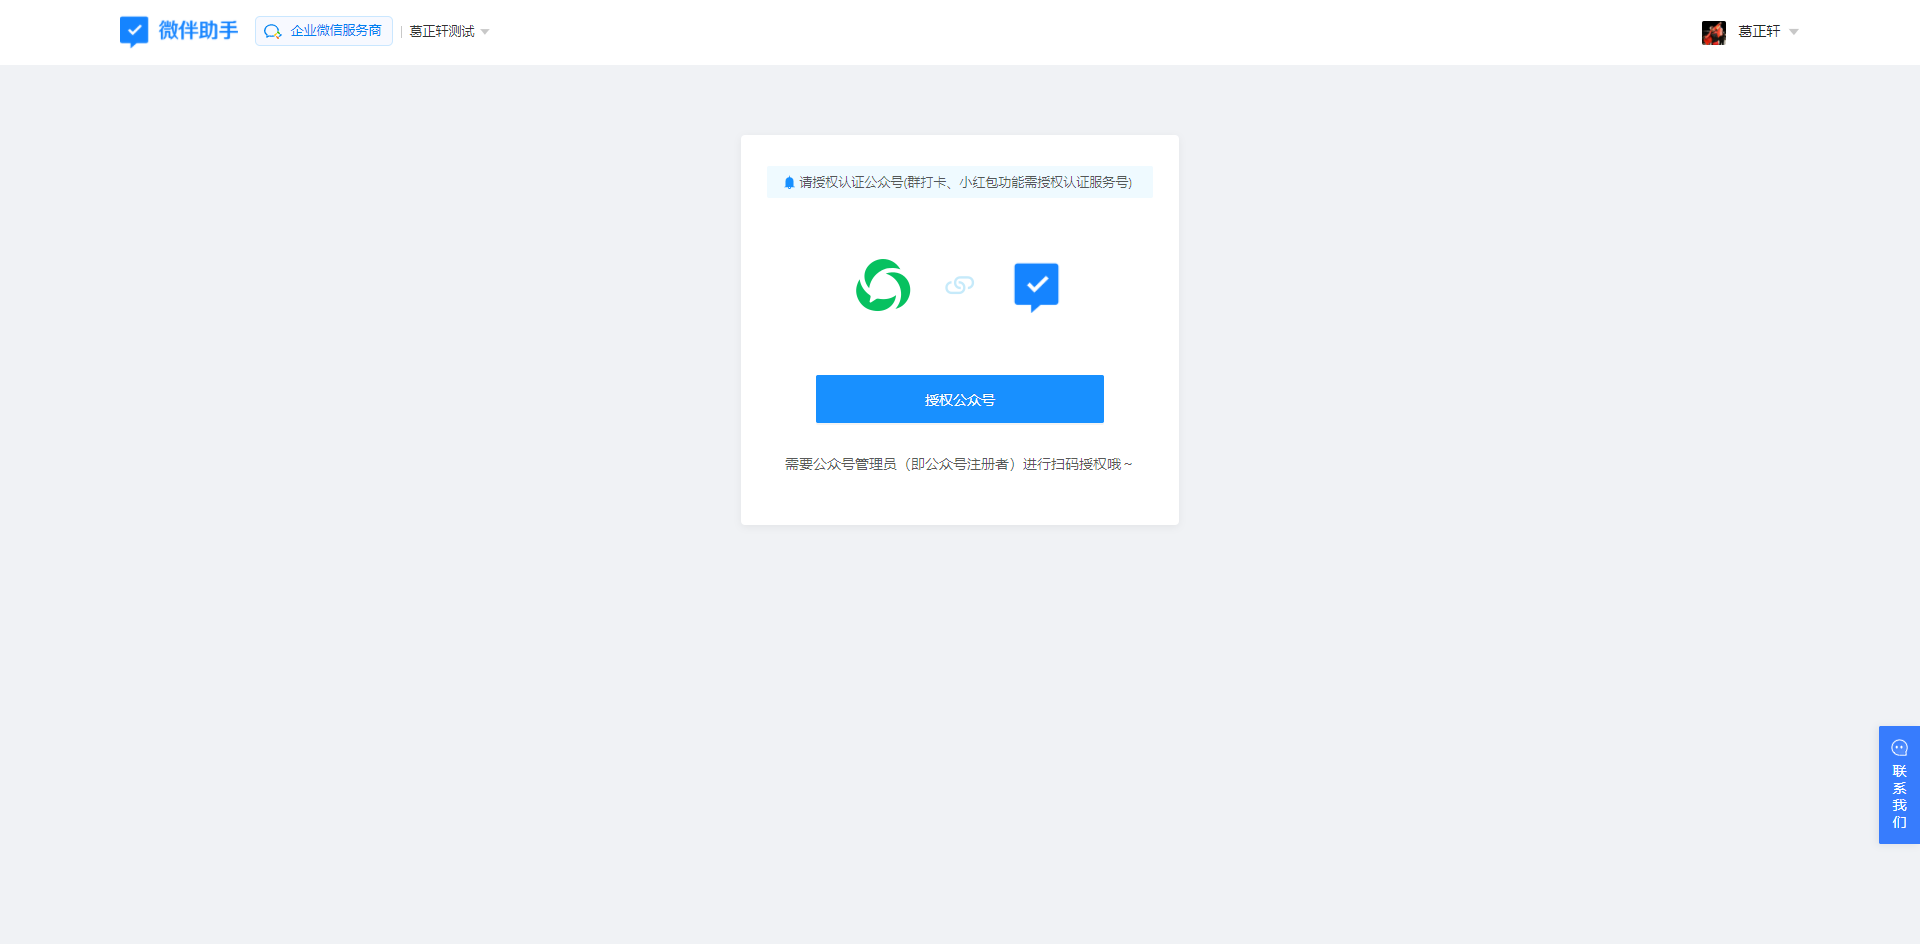 微伴助手 企业微信服务商 葛正轩测试 葛正轩
请授权认证公众号(群打卡、小红包功能需授权认证服务号)
授权公众号
需要公众号管理员（即公众号注册者）进行扫码授权哦~
联系我们